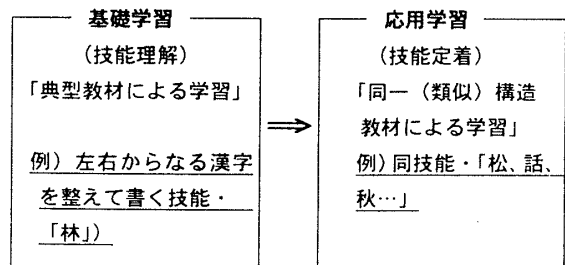 基礎学習
(技能理解)
「典型教材による学習」
例)左右からなる漢字
を整えて書く技能・
「林」)
⇒
応用学習
(技能定着)
「同一(類似)構造
教材による学習」
例)同技能・「松、話、
秋…」